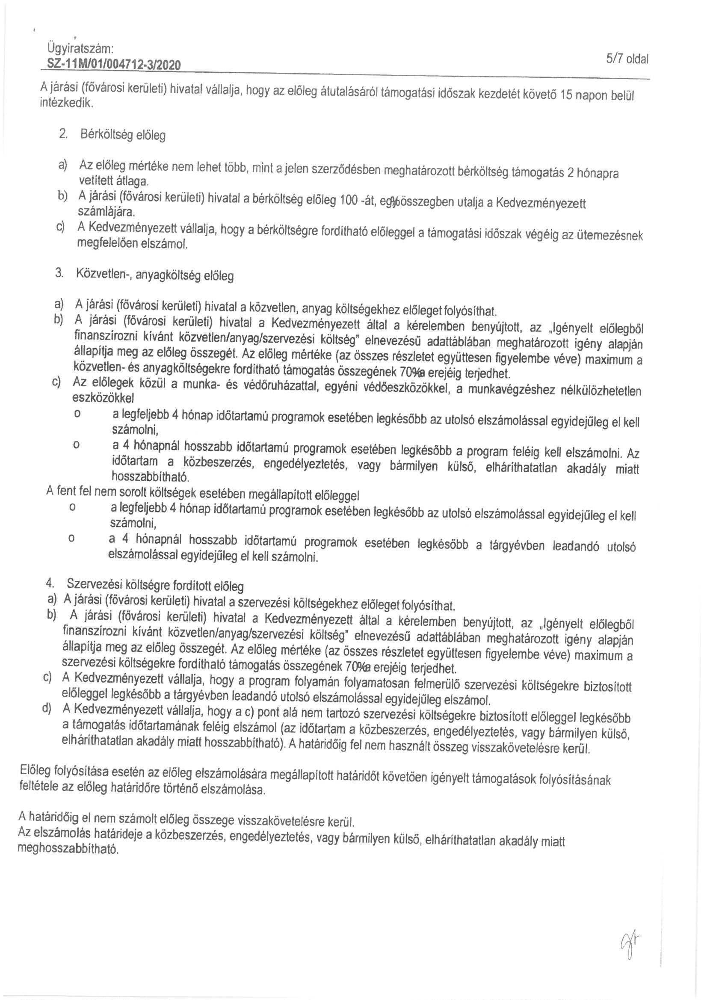 Ügyiratszám:
SZ-11M/01/004712-3/2020
5/7 oldal
A járási (fővárosi kerületi) hivatal vállalja, hogy az előleg átutalásáról támogatási időszak kezdetét követő 15 napon belül
intézkedik.
2. Bérköltség előleg
a) Az előleg mértéke nem lehet több, mint a jelen szerződésben meghatározott bérköltség támogatás 2 hónapra
vetített átlaga.
b) A járási (fővárosi kerületi) hivatal a bérköltség előleg 100 -át, egy%összegben utalja a Kedvezményezett
számlájára.
c) A Kedvezményezett vállalja, hogy a bérköltségre fordítható előleggel a támogatási időszak végéig az ütemezésnek
megfelelően elszámol.
3. Közvetlen-, anyagköltség előleg
a) A járási (fővárosi kerületi) hivatal a közvetlen, anyag költségekhez előleget folyósíthat.
b) A járási (fővárosi kerületi) hivatal a Kedvezményezett által a kérelemben benyújtott, az „Igényelt előlegből
finanszírozni kívánt közvetlen/anyag/szervezési költség" elnevezésű adattáblában meghatározott igény alapján
állapítja meg az előleg összegét. Az előleg mértéke (az összes részletet együttesen figyelembe véve) maximum a
közvetlen- és anyagköltségekre fordítható támogatás összegének 70%a erejéig terjedhet.
c) Az előlegek közül a munka- és védőruházattal, egyéni védőeszközökkel, a munkavégzéshez nélkülözhetetlen
eszközökkel
o a legfeljebb 4 hónap időtartamú programok esetében legkésőbb az utolsó elszámolással egyidejűleg el kell
számolni,
o a 4 hónapnál hosszabb időtartamú programok esetében legkésőbb a program feléig kell elszámolni. Az
időtartam a közbeszerzés, engedélyeztetés, vagy bármilyen külső, elháríthatatlan akadály miatt
hosszabbítható.
A fent fel nem sorolt költségek esetében megállapított előleggel
o a legfeljebb 4 hónap időtartamú programok esetében legkésőbb az utolsó elszámolással egyidejűleg el kell
számolni,
o a 4 hónapnál hosszabb időtartamú programok esetében legkésőbb a tárgyévben leadandó utolsó
elszámolással egyidejűleg el kell számolni.
4. Szervezési költségre fordított előleg
a) A járási (fővárosi kerületi) hivatal a szervezési költségekhez előleget folyósíthat.
b) A járási (fővárosi kerületi) hivatal a Kedvezményezett által a kérelemben benyújtott, az „Igényelt előlegből
finanszírozni kívánt közvetlen/anyag/szervezési költség" elnevezésű adattáblában meghatározott igény alapján
állapítja meg az előleg összegét. Az előleg mértéke (az összes részletet együttesen figyelembe véve) maximum a
szervezési költségekre fordítható támogatás összegének 70%a erejéig terjedhet.
c) A Kedvezményezett vállalja, hogy a program folyamán folyamatosan felmerülő szervezési költségekre biztosított
előleggel legkésőbb a tárgyévben leadandó utolsó elszámolással egyidejűleg elszámol.
d) A Kedvezményezett vállalja, hogy a c) pont alá nem tartozó szervezési költségekre biztosított előleggel legkésőbb
a támogatás időtartamának feléig elszámol (az időtartam a közbeszerzés, engedélyeztetés, vagy bármilyen külső,
elháríthatatlan akadály miatt hosszabbítható). A határidőig fel nem használt összeg visszakövetelésre kerül.
Előleg folyósítása esetén az előleg elszámolására megállapított határidőt követően igényelt támogatások folyósításának
feltétele az előleg határidőre történő elszámolása.
A határidőig el nem számolt előleg összege visszakövetelésre kerül.
Az elszámolás határideje a közbeszerzés, engedélyeztetés, vagy bármilyen külső, elháríthatatlan akadály miatt
meghosszabbítható.